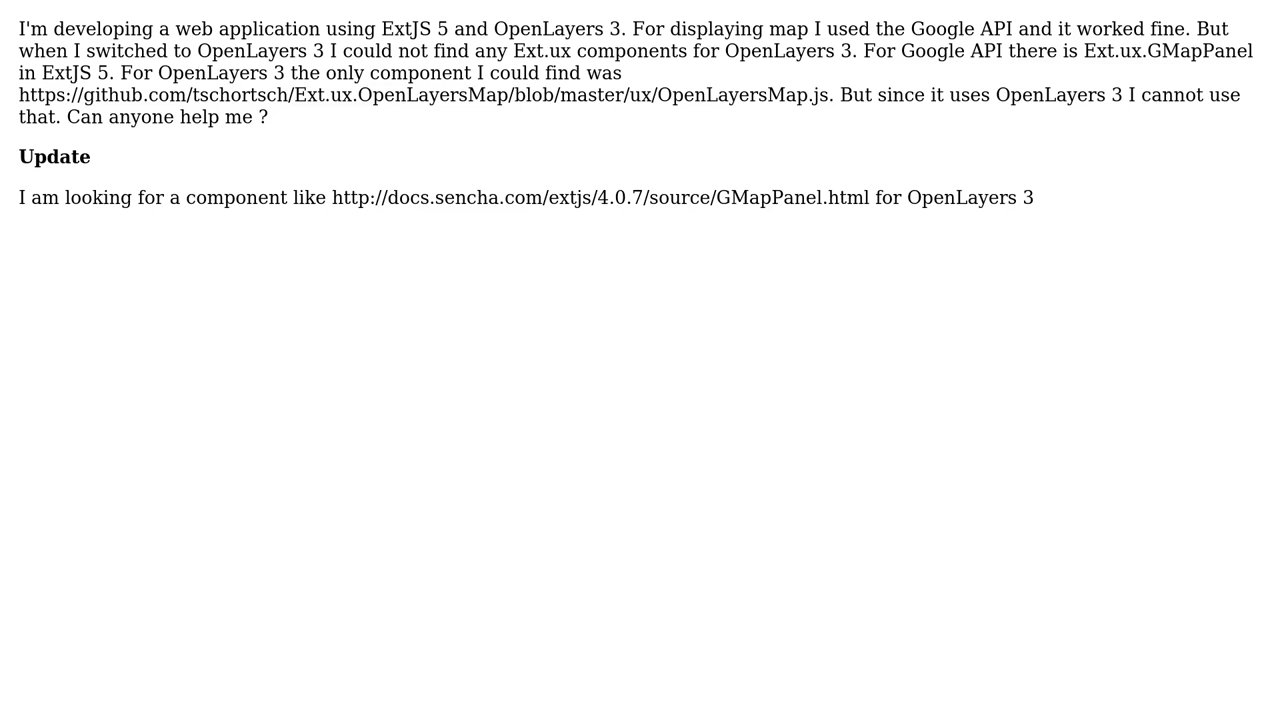 I'm developing a web application using ExtJS 5 and OpenLayers 3. For displaying map I used the Google API and it worked fine. But
when I switched to OpenLayers 3 I could not find any Ext.ux components for OpenLayers 3. For Google API there is Ext.ux.GMapPanel
in ExtJS 5. For OpenLayers 3 the only component I could find was
https://github.com/tschortsch/Ext.ux.OpenLayersMap/blob/master/ux/OpenLayersMap.js. But since it uses OpenLayers 3 I cannot use
that. Can anyone help me ?
Update
I am looking for a component like http://docs.sencha.com/extjs/4.0.7/source/GMapPanel.html for OpenLayers 3